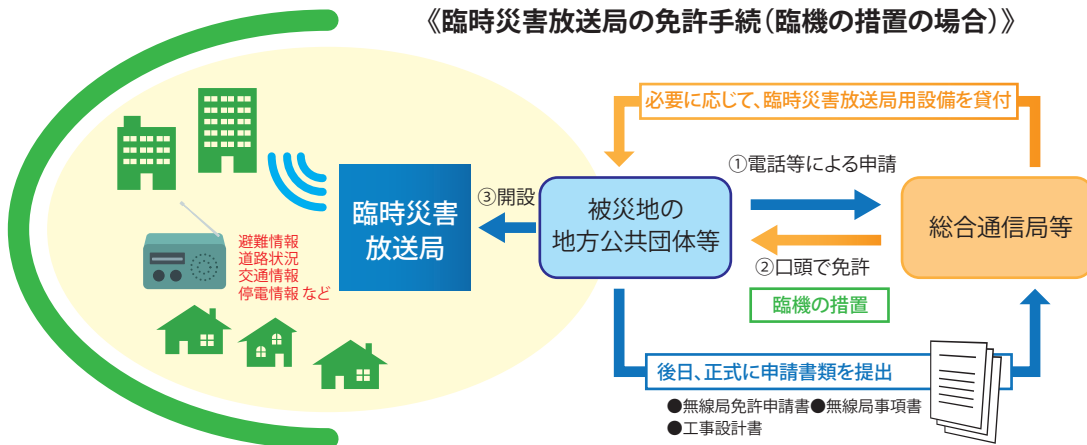 《臨時災害放送局の免許手続(臨機の措置の場合)》
必要に応じて、臨時災害放送局用設備を貸付
①電話等による申請
臨時災害
放送局
③開設
被災地の
地方公共団体等
総合通信局等
避難情報
道路状況
交通情報
停電情報 など
②口頭で免許
臨機の措置
後日、正式に申請書類を提出
●無線局免許申請書●無線局事項書
●工事設計書